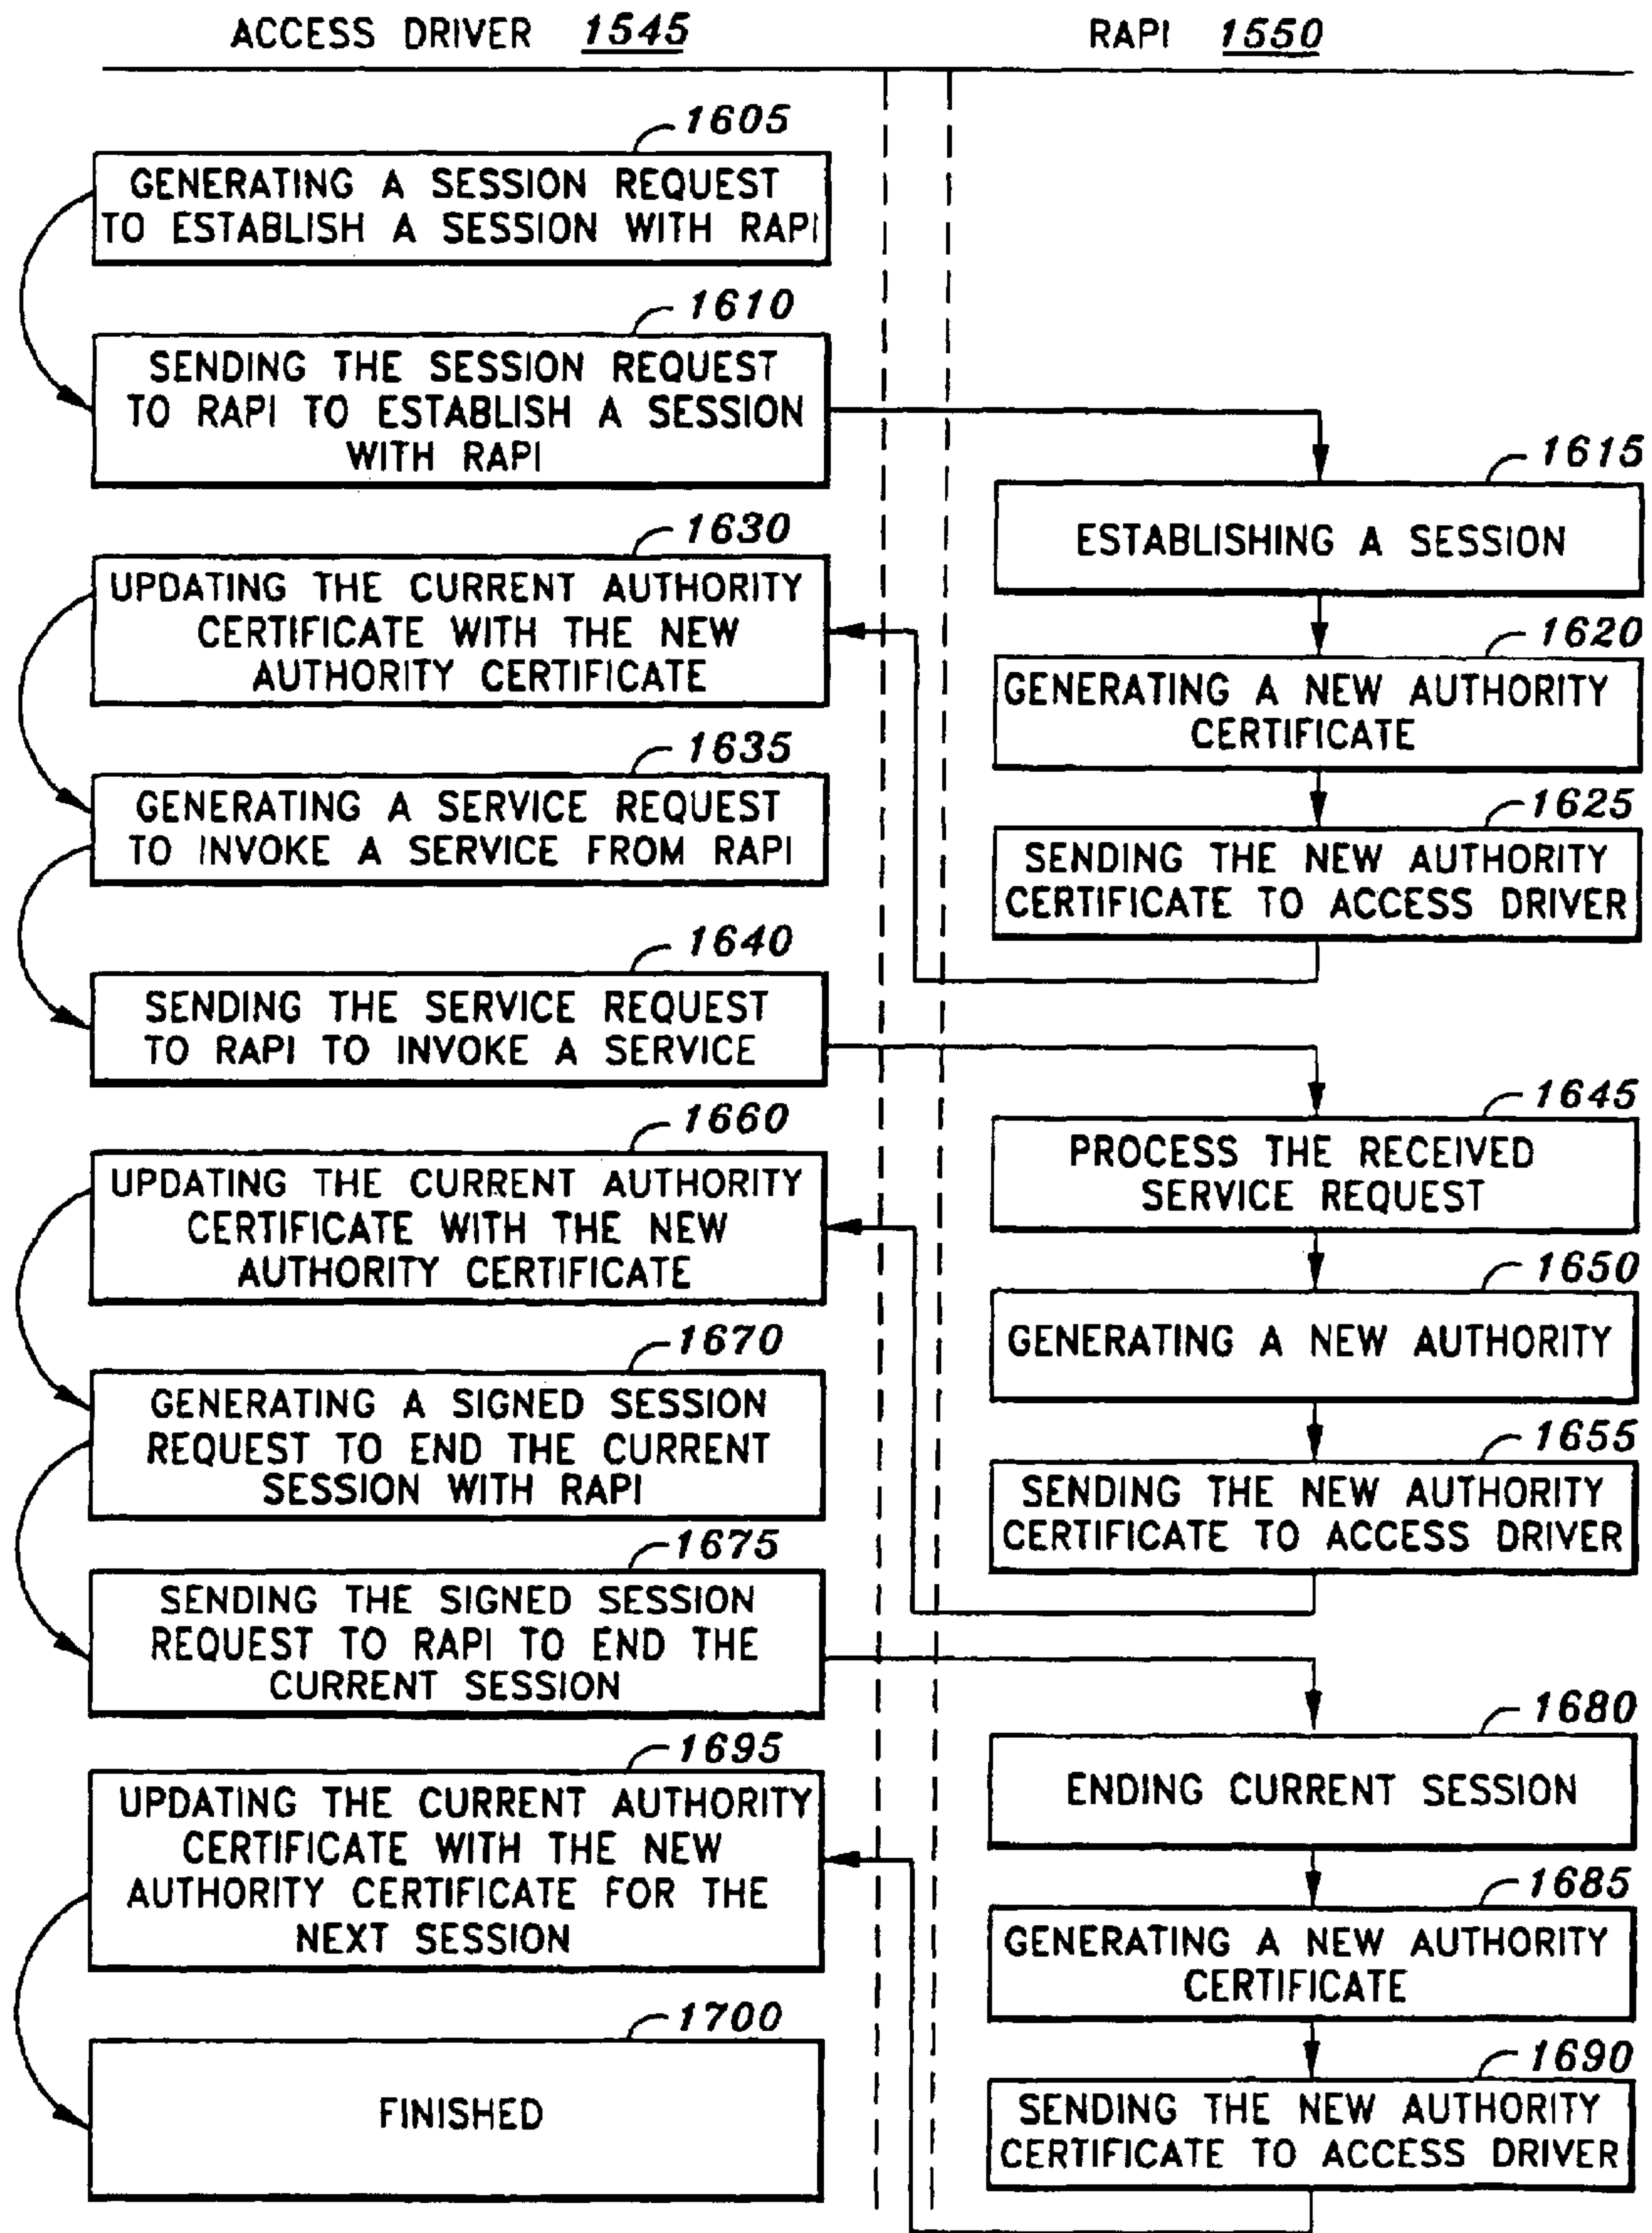 ACCESS DRIVER 1545
RAPI 1550
1605
GENERATING A SESSION REQUEST
TO ESTABLISH A SESSION WITH RAPI
1610
SENDING THE SESSION REQUEST
TO RAPI TO ESTABLISH A SESSION
WITH RAPI
1615
ESTABLISHING A SESSION
1620
GENERATING A NEW AUTHORITY
CERTIFICATE
1625
SENDING THE NEW AUTHORITY
CERTIFICATE TO ACCESS DRIVER
1630
UPDATING THE CURRENT AUTHORITY
CERTIFICATE WITH THE NEW
AUTHORITY CERTIFICATE
1635
GENERATING A SERVICE REQUEST
TO INVOKE A SERVICE FROM RAPI
1640
SENDING THE SERVICE REQUEST
TO RAPI TO INVOKE A SERVICE
1645
PROCESS THE RECEIVED
SERVICE REQUEST
1650
GENERATING A NEW AUTHORITY
1655
SENDING THE NEW AUTHORITY
CERTIFICATE TO ACCESS DRIVER
1660
UPDATING THE CURRENT AUTHORITY
CERTIFICATE WITH THE NEW
AUTHORITY CERTIFICATE
1670
GENERATING A SIGNED SESSION
REQUEST TO END THE CURRENT
SESSION WITH RAPI
1675
SENDING THE SIGNED SESSION
REQUEST TO RAPI TO END THE
CURRENT SESSION
1680
ENDING CURRENT SESSION
1685
GENERATING A NEW AUTHORITY
CERTIFICATE
1690
SENDING THE NEW AUTHORITY
CERTIFICATE TO ACCESS DRIVER
1695
UPDATING THE CURRENT AUTHORITY
CERTIFICATE WITH THE NEW
AUTHORITY CERTIFICATE FOR THE
NEXT SESSION
1700
FINISHED